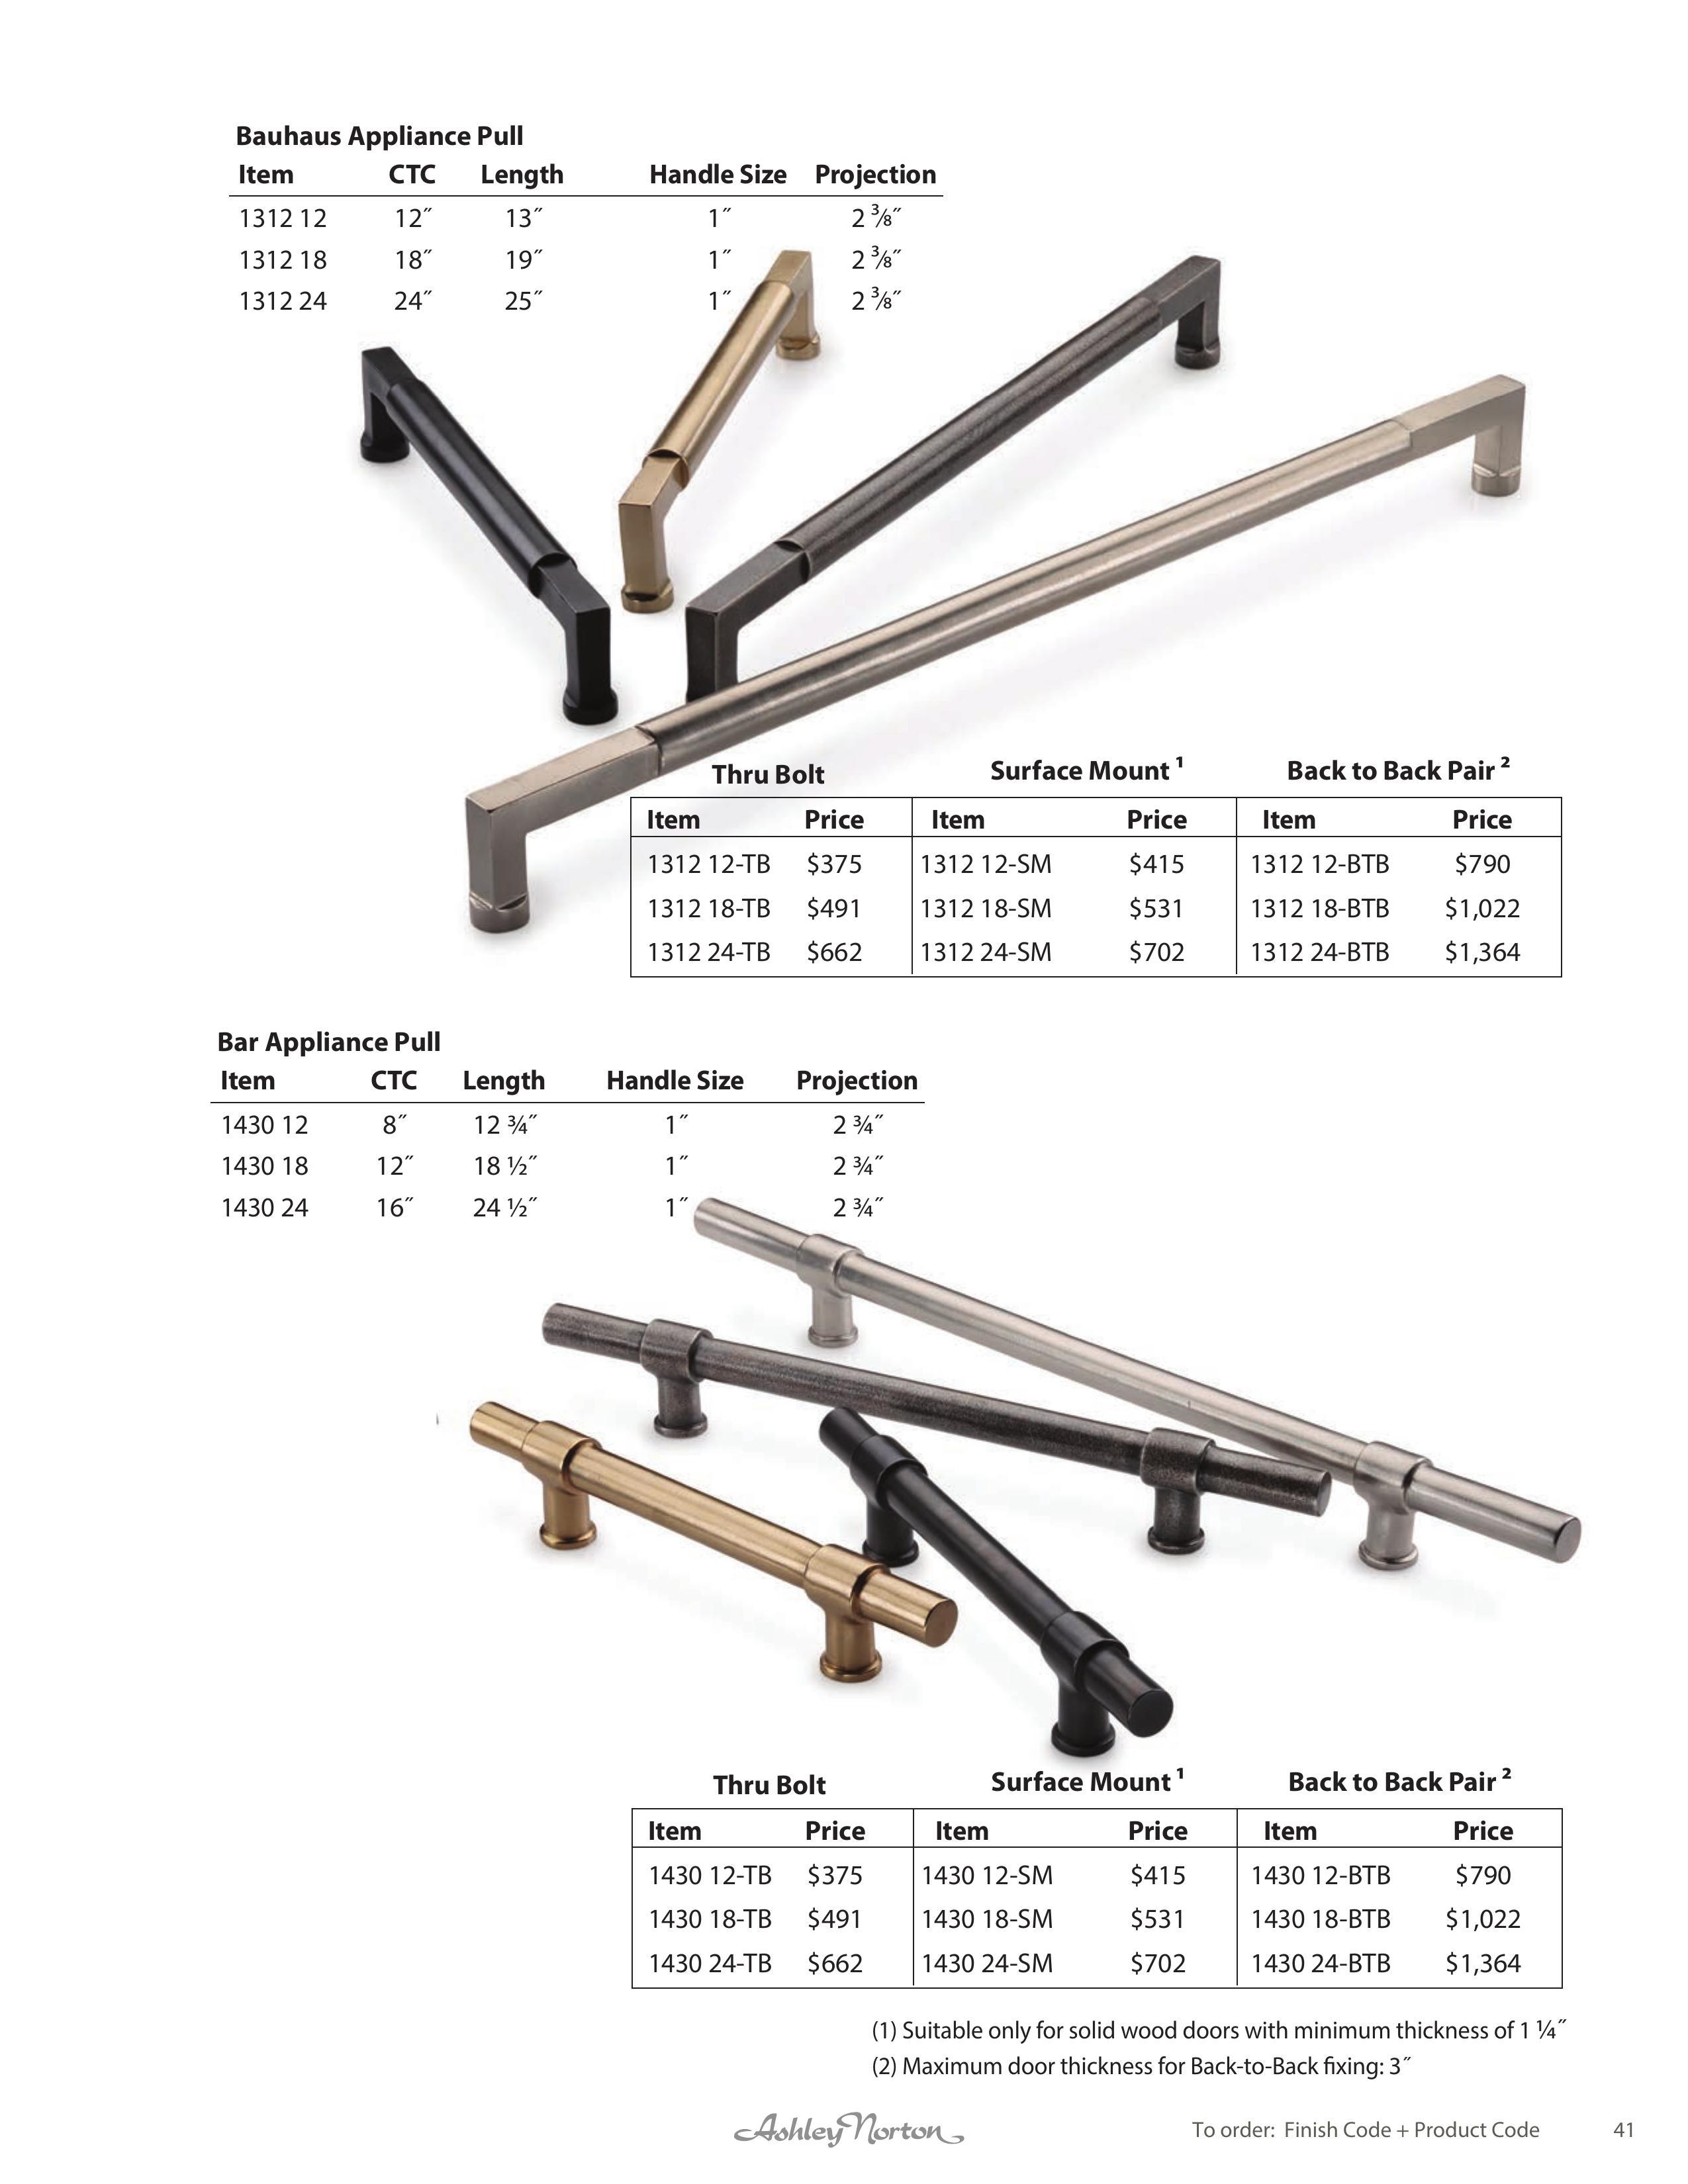 Bauhaus Appliance Pull
Item CTC Length Handle Size Projection
1312 12 12˝ 13˝ 1˝ 2 ⅜˝
1312 18 18˝ 19˝ 1˝ 2 ⅜˝
1312 24 24˝ 25˝ 1˝ 2 ⅜˝
Thru Bolt Surface Mount ¹ Back to Back Pair ²
Item Price Item Price Item Price
1312 12-TB $375 1312 12-SM $415 1312 12-BTB $790
1312 18-TB $491 1312 18-SM $531 1312 18-BTB $1,022
1312 24-TB $662 1312 24-SM $702 1312 24-BTB $1,364
Bar Appliance Pull
Item CTC Length Handle Size Projection
1430 12 8˝ 12 ¾˝ 1˝ 2 ¾˝
1430 18 12˝ 18 ½˝ 1˝ 2 ¾˝
1430 24 16˝ 24 ½˝ 1˝ 2 ¾˝
Thru Bolt Surface Mount ¹ Back to Back Pair ²
Item Price Item Price Item Price
1430 12-TB $375 1430 12-SM $415 1430 12-BTB $790
1430 18-TB $491 1430 18-SM $531 1430 18-BTB $1,022
1430 24-TB $662 1430 24-SM $702 1430 24-BTB $1,364
(1) Suitable only for solid wood doors with minimum thickness of 1 ¼˝
(2) Maximum door thickness for Back-to-Back fixing: 3˝
Ashley Norton To order: Finish Code + Product Code 41